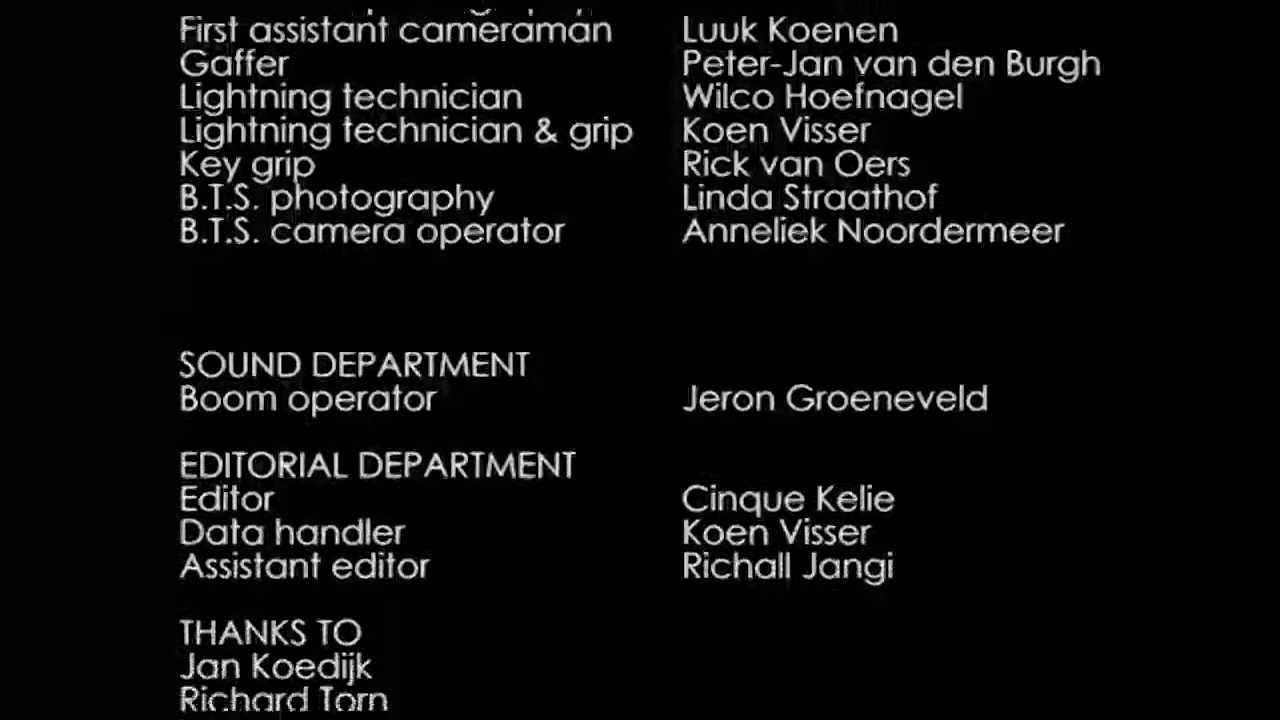 First assistant cameraman Luuk Koenen
Gaffer Peter-Jan van den Burgh
Lightning technician Wilco Hoefnagel
Lightning technician & grip Koen Visser
Key grip Rick van Oers
B.T.S. photography Linda Straathof
B.T.S. camera operator Anneliek Noordermeer
SOUND DEPARTMENT
Boom operator Jeron Groeneveld
EDITORIAL DEPARTMENT
Editor Cinque Kelie
Data handler Koen Visser
Assistant editor Richall Jangi
THANKS TO
Jan Koedijk
Richard Torn